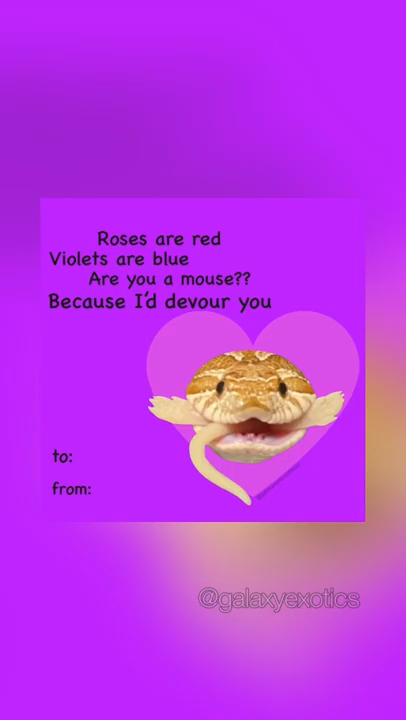 Roses are red
Violets are blue
Are you a mouse??
Because I'd devour you
to:
from:
@galaxyexotics